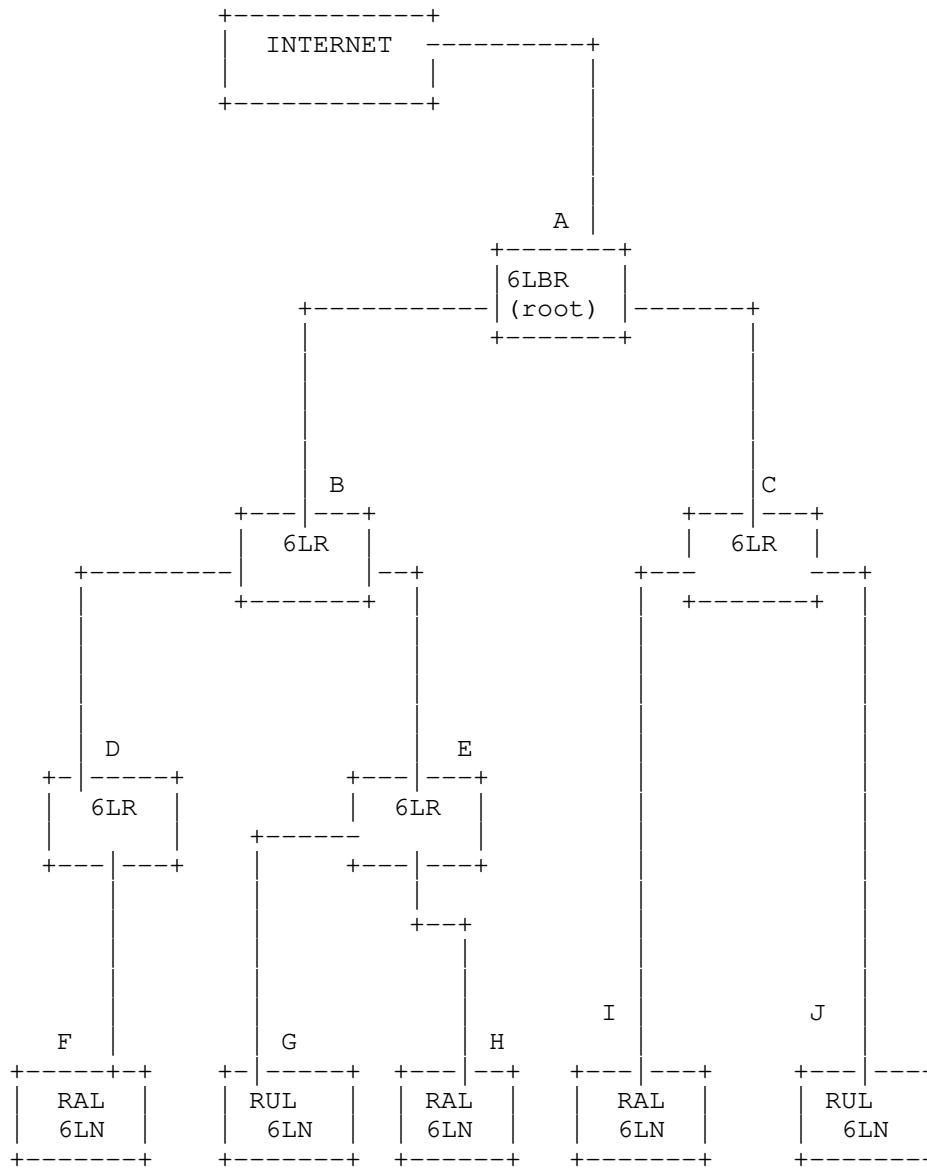 INTERNET
A
6LBR
(root)
B C
6LR 6LR
D E
6LR 6LR
I J
F G H
RAL RUL RAL RAL RUL
6LN 6LN 6LN 6LN 6LN